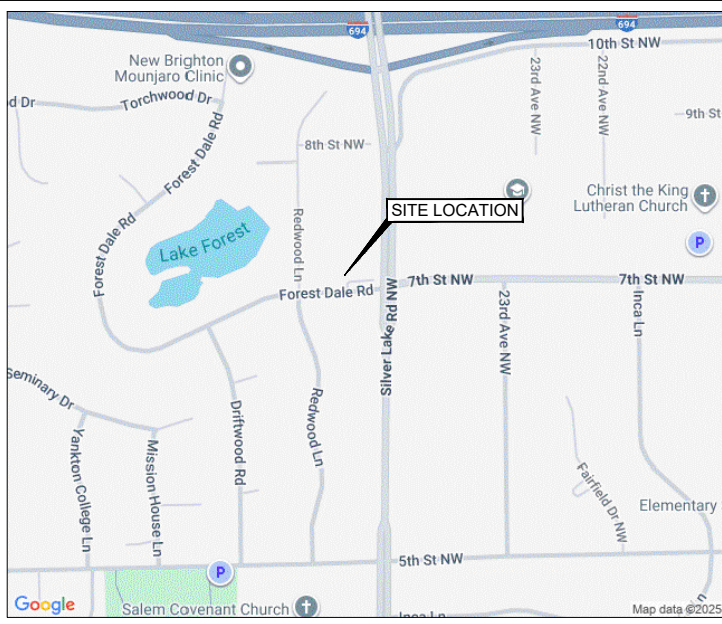 694
694
New Brighton
Mounjaro Clinic
10th St NW
d Dr
Torchwood Dr
23rd Ave NW
22nd Ave NW
9th S
Forest Dale Rd
8th St NW
Christ the King
Lutheran Church
SITE LOCATION
Redwood Ln
Lake Forest
Forest Dale Rd
P
7th St NW
7th St NW
Forest Dale Rd
23rd Ave NW
Inca Ln
Silver Lake Rd NW
Seminary Dr
Driftwood Rd
Redwood Ln
Yankton College Ln
Mission House Ln
Fairfield Dr NW
Elementary
5th St NW
P
Google
Salem Covenant Church
Inca Ln
Map data ©2025